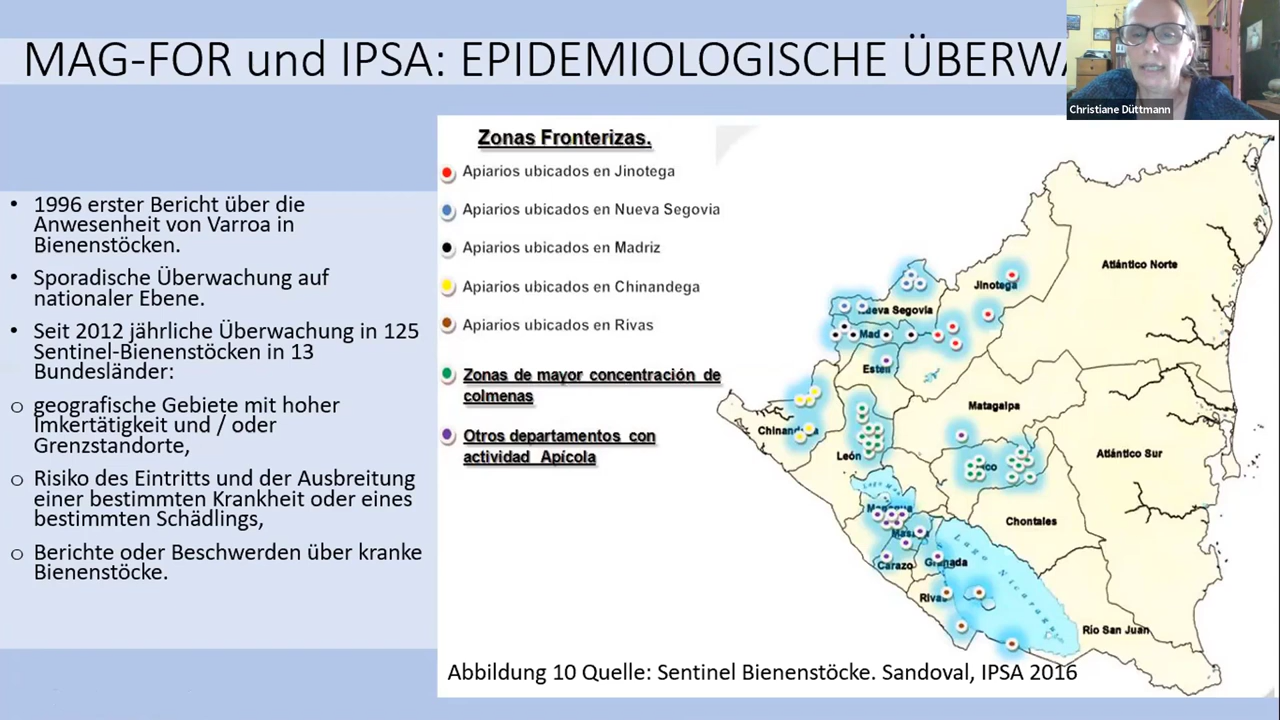 MAG-FOR und IPSA: EPIDEMIOLOGISCHE ÜBERWA
Christiane Düttmann
• 1996 erster Bericht über die
Anwesenheit von Varroa in
Bienenstöcken.
• Sporadische Überwachung auf
nationaler Ebene.
• Seit 2012 jährliche Überwachung in 125
Sentinel-Bienenstöcken in 13
Bundesländer:
o geografische Gebiete mit hoher
Imkertätigkeit und / oder
Grenzstandorte,
o Risiko des Eintritts und der Ausbreitung
einer bestimmten Krankheit oder eines
bestimmten Schädlings,
o Berichte oder Beschwerden über kranke
Bienenstöcke.
Zonas Fronterizas.
Apiarios ubicados en Jinotega
Apiarios ubicados en Nueva Segovia
Apiarios ubicados en Madriz
Apiarios ubicados en Chinandega
Apiarios ubicados en Rivas
Zonas de mayor concentración de
colmenas
Otros departamentos con
actividad Apícola
Atlántico Norte
Jinotega
Segovia
Mad
Estelí
Matagalpa
León
Atlántico Sur
Chontales
Carazo
Granada
Rivas
Lago Nicaragua
Río San Juan
Abbildung 10 Quelle: Sentinel Bienenstöcke. Sandoval, IPSA 2016